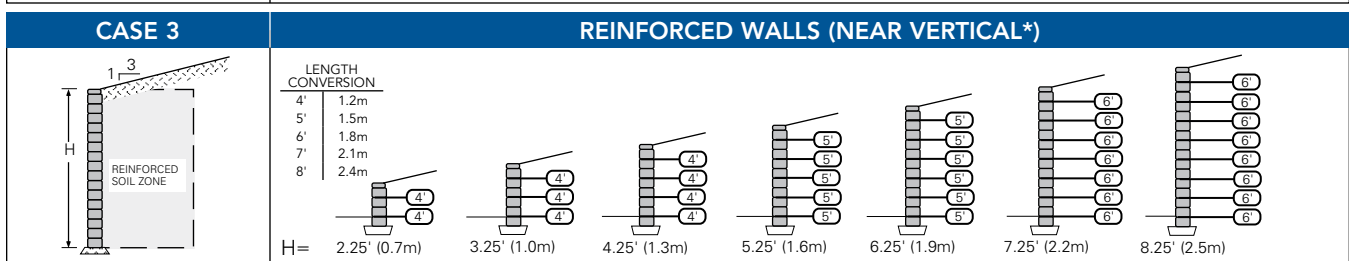 CASE 3
REINFORCED WALLS (NEAR VERTICAL*)
1 3
H
REINFORCED
SOIL ZONE
LENGTH
CONVERSION
4' 1.2m
5' 1.5m
6' 1.8m
7' 2.1m
8' 2.4m
6'
6' 6'
5' 6' 6'
5' 5' 6' 6'
4' 5' 5' 6' 6'
4' 4' 5' 5' 6' 6'
4' 4' 4' 5' 5' 6' 6'
4' 4' 4' 5' 5' 6' 6'
H= 2.25' (0.7m) 3.25' (1.0m) 4.25' (1.3m) 5.25' (1.6m) 6.25' (1.9m) 7.25' (2.2m) 8.25' (2.5m)